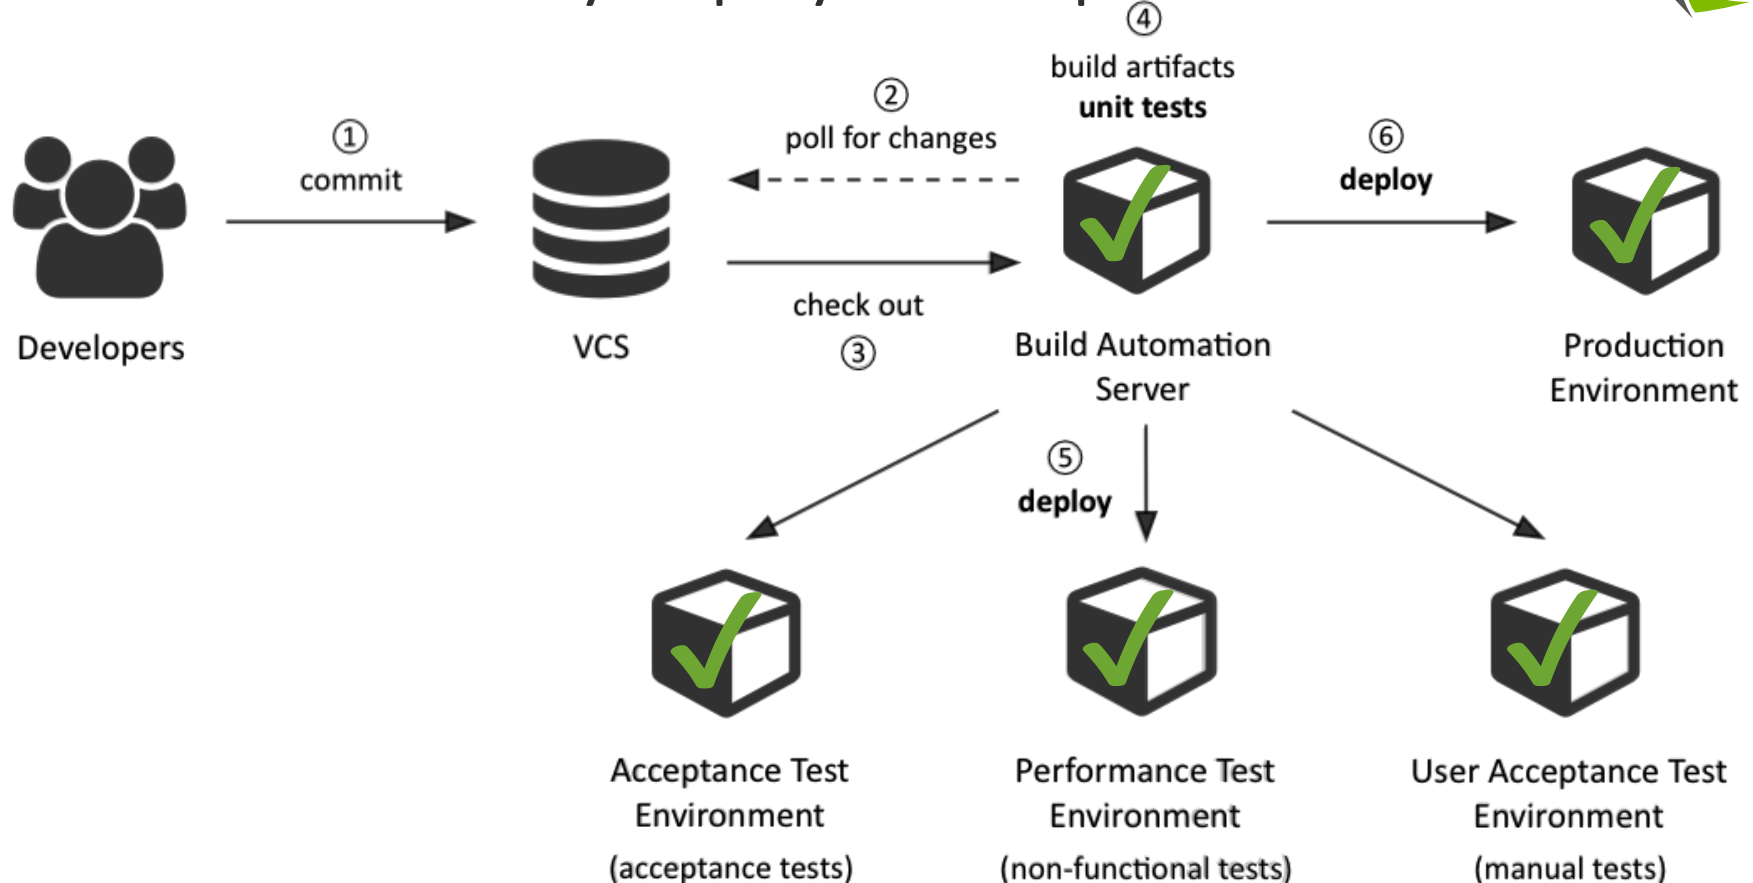 ④
build artifacts
unit tests
②
poll for changes
①
commit
⑥
deploy
check out
③
Developers
VCS
Build Automation
Server
Production
Environment
⑤
deploy
Acceptance Test
Environment
(acceptance tests)
Performance Test
Environment
(non-functional tests)
User Acceptance Test
Environment
(manual tests)